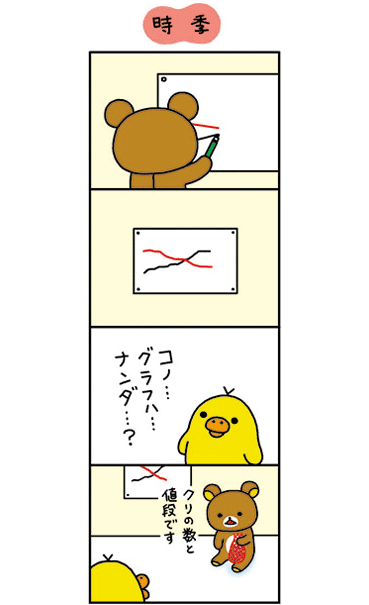 時季
コノ…
グラフハ…
ナンダ…?
クリの数と
値段です